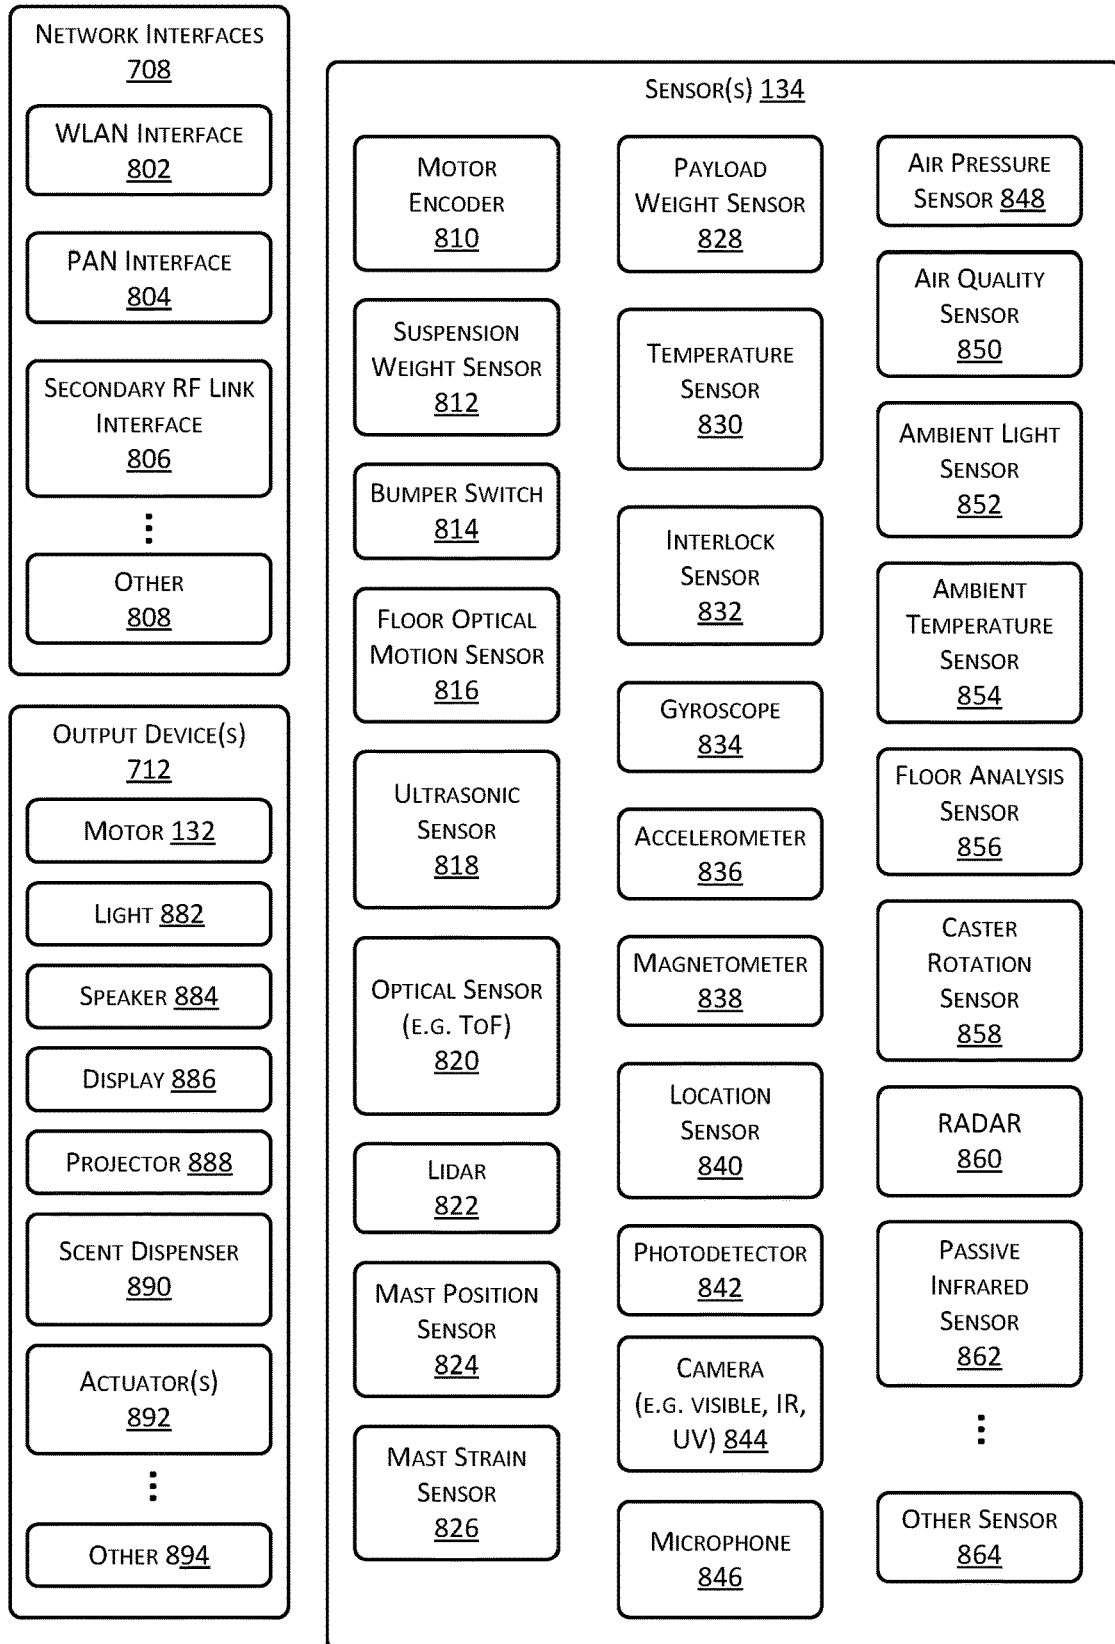 NETWORK INTERFACES
708
WLAN INTERFACE
802
PAN INTERFACE
804
SECONDARY RF LINK
INTERFACE
806
OTHER
808
OUTPUT DEVICE(S)
712
MOTOR 132
LIGHT 882
SPEAKER 884
DISPLAY 886
PROJECTOR 888
SCENT DISPENSER
890
ACTUATOR(S)
892
OTHER 894
SENSOR(S) 134
MOTOR
ENCODER
810
SUSPENSION
WEIGHT SENSOR
812
BUMPER SWITCH
814
FLOOR OPTICAL
MOTION SENSOR
816
ULTRASONIC
SENSOR
818
OPTICAL SENSOR
(E.G. TOF)
820
LIDAR
822
MAST POSITION
SENSOR
824
MAST STRAIN
SENSOR
826
PAYLOAD
WEIGHT SENSOR
828
TEMPERATURE
SENSOR
830
INTERLOCK
SENSOR
832
GYROSCOPE
834
ACCELEROMETER
836
MAGNETOMETER
838
LOCATION
SENSOR
840
PHOTODETECTOR
842
CAMERA
(E.G. VISIBLE, IR,
UV) 844
MICROPHONE
846
AIR PRESSURE
SENSOR 848
AIR QUALITY
SENSOR
850
AMBIENT LIGHT
SENSOR
852
AMBIENT
TEMPERATURE
SENSOR
854
FLOOR ANALYSIS
SENSOR
856
CASTER
ROTATION
SENSOR
858
RADAR
860
PASSIVE
INFRARED
SENSOR
862
OTHER SENSOR
864